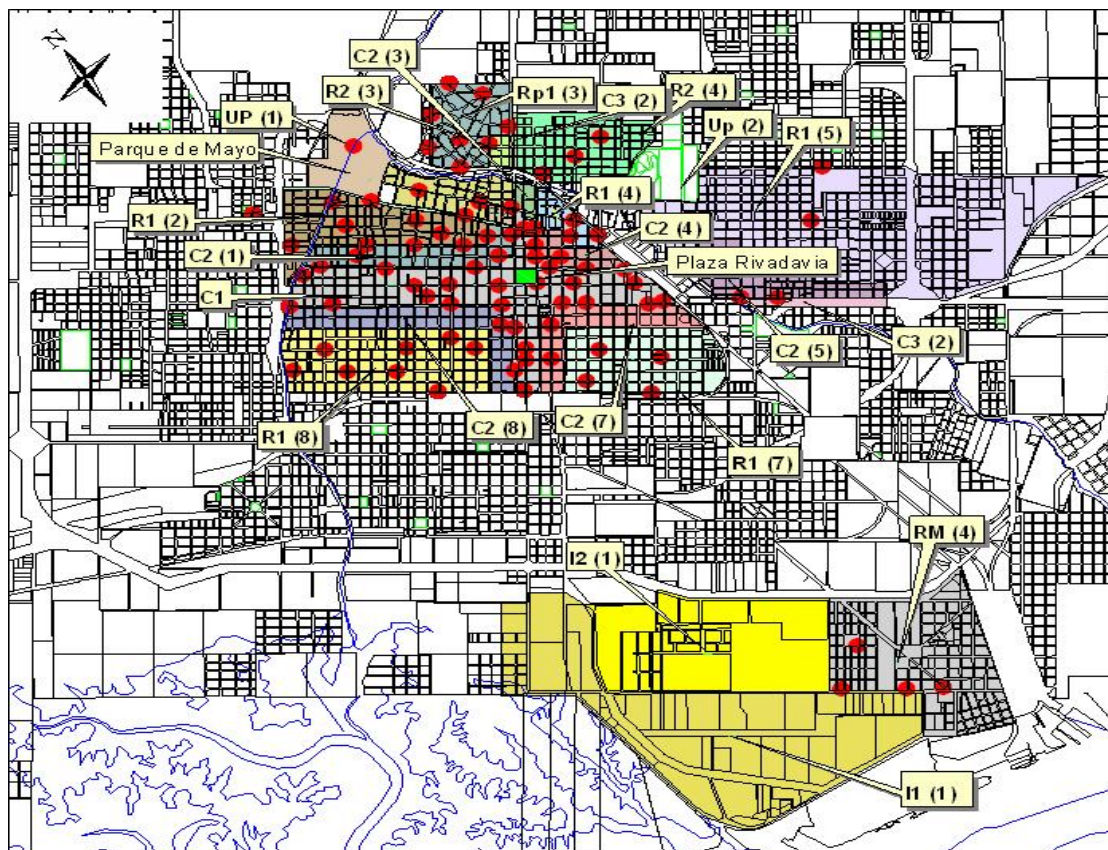 N
C2 (3)
R2 (3)
Rp1 (3)
C3 (2)
R2 (4)
UP (1)
Up (2)
R1 (5)
Parque de Mayo
R1 (4)
R1 (2)
C2 (4)
C2 (1)
Plaza Rivadavia
C1
C2 (5)
C3 (2)
R1 (8)
C2 (8)
C2 (7)
R1 (7)
RM (4)
I2 (1)
I1 (1)